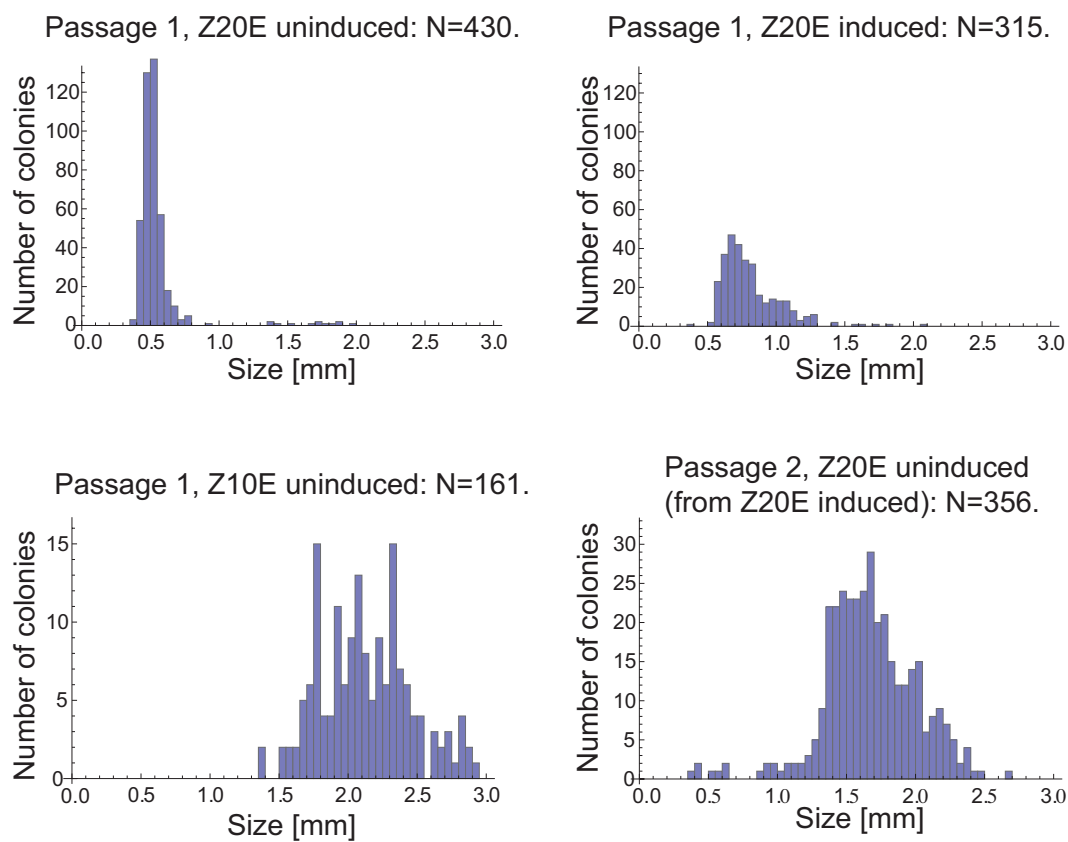 Passage 1, Z20E uninduced: N=430.
Number of colonies
120
100
80
60
40
20
0
0.0 0.5 1.0 1.5 2.0 2.5 3.0
Size [mm]
Passage 1, Z20E induced: N=315.
Number of colonies
120
100
80
60
40
20
0
0.0 0.5 1.0 1.5 2.0 2.5 3.0
Size [mm]
Passage 1, Z10E uninduced: N=161.
Number of colonies
15
10
5
0
0.0 0.5 1.0 1.5 2.0 2.5 3.0
Size [mm]
Passage 2, Z20E uninduced
(from Z20E induced): N=356.
Number of colonies
30
25
20
15
10
5
0
0.0 0.5 1.0 1.5 2.0 2.5 3.0
Size [mm]